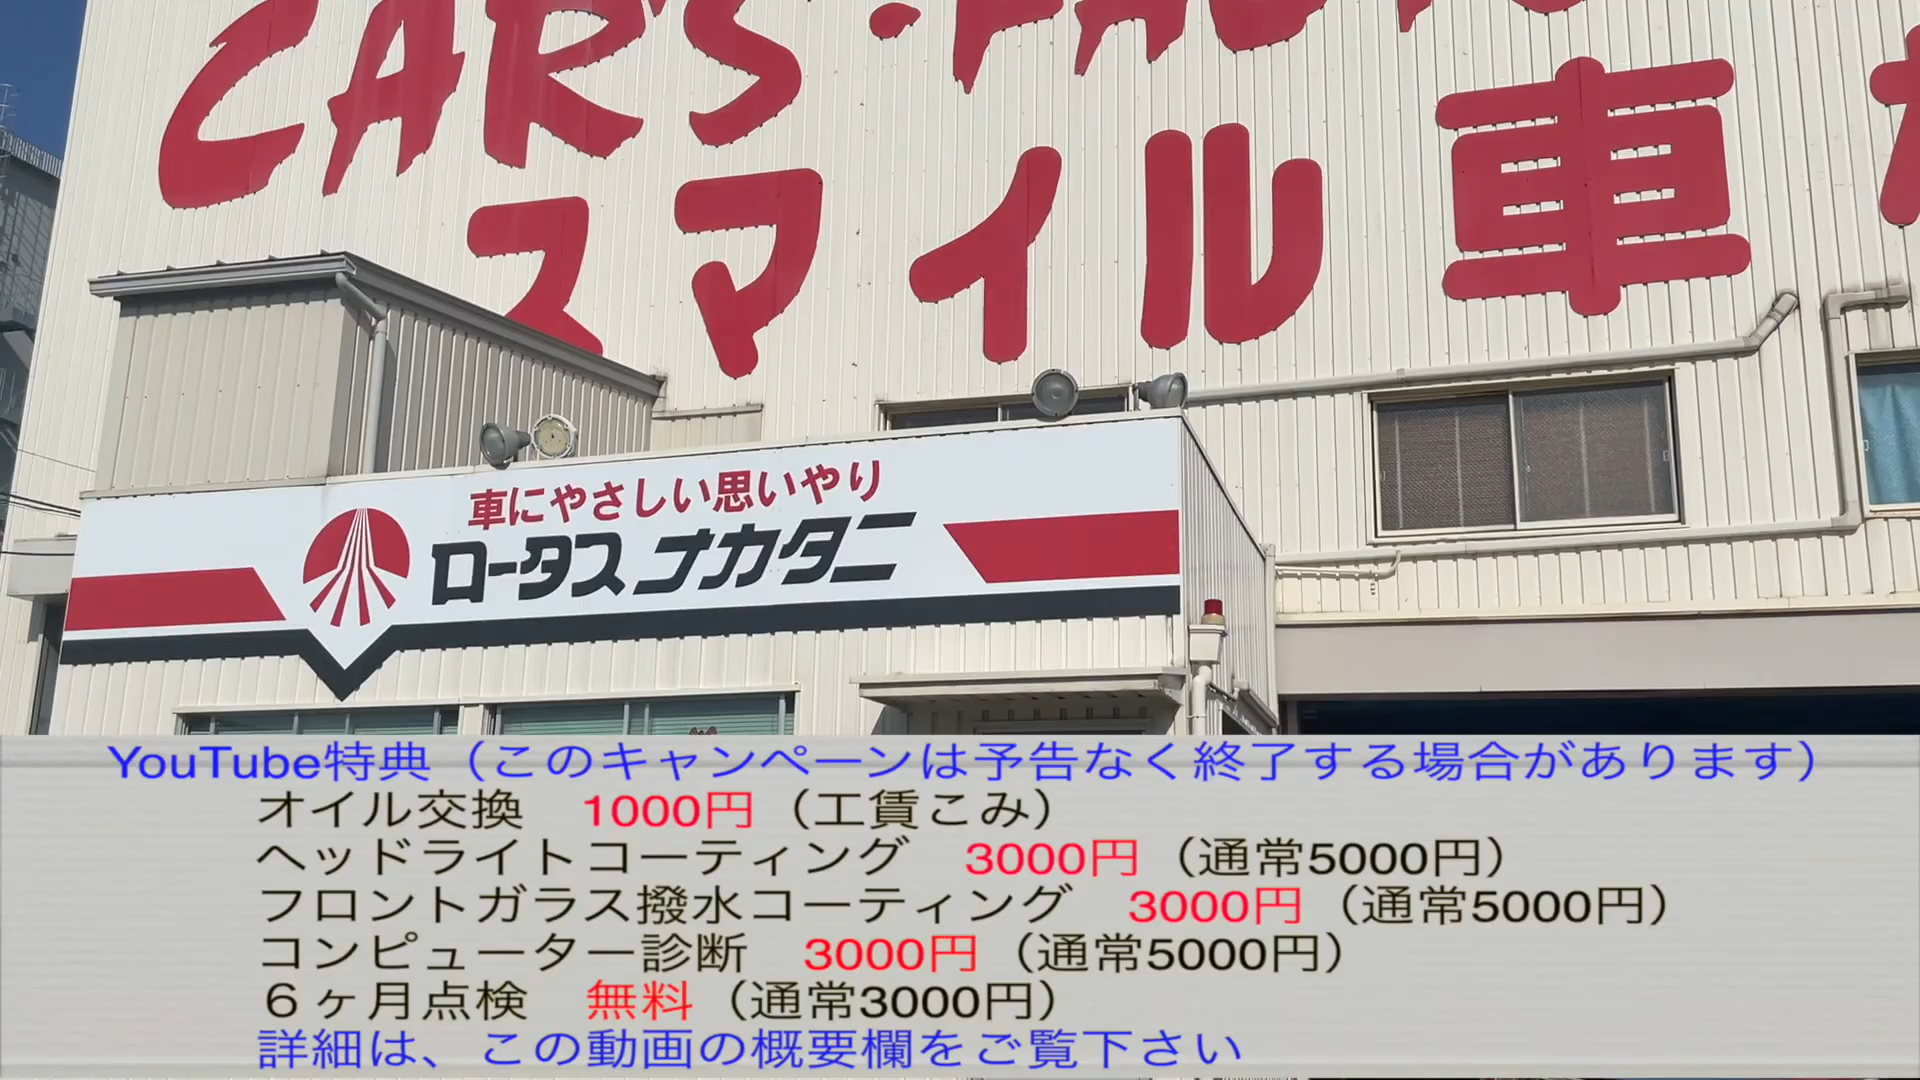 CAR'S・FACTO
スマイル車
車にやさしい思いやり
ロータス ナカタニ
YouTube特典（このキャンペーンは予告なく終了する場合があります）
オイル交換　1000円（工賃こみ）
ヘッドライトコーティング　3000円（通常5000円）
フロントガラス撥水コーティング　3000円（通常5000円）
コンピューター診断　3000円（通常5000円）
６ヶ月点検　無料（通常3000円）
詳細は、この動画の概要欄をご覧下さい